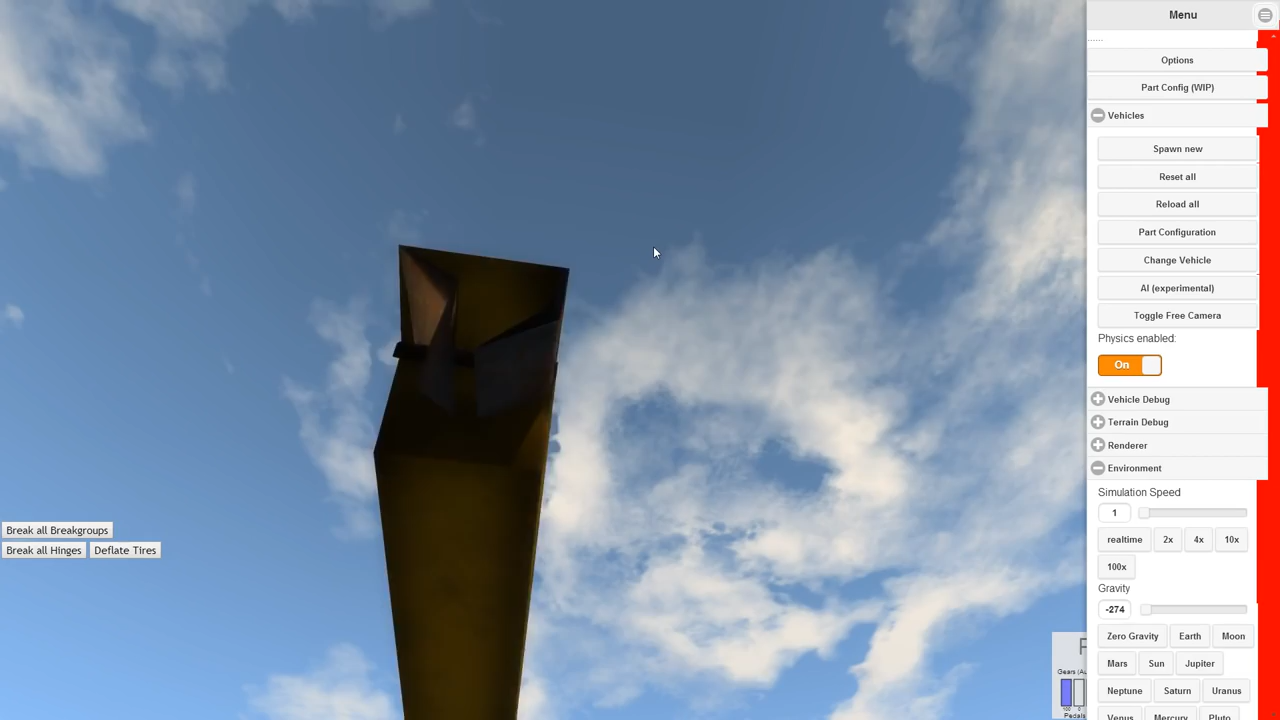 Menu
......
Options
Part Config (WIP)
Vehicles
Spawn new
Reset all
Reload all
Part Configuration
Change Vehicle
AI (experimental)
Toggle Free Camera
Physics enabled:
On
Vehicle Debug
Terrain Debug
Renderer
Environment
Simulation Speed
1
realtime 2x 4x 10x
100x
Gravity
-274
Zero Gravity Earth Moon
Mars Sun Jupiter
Neptune Saturn Uranus
Venus Mercury Pluto
Break all Breakgroups
Break all Hinges Deflate Tires
Gears (Au
100 0
Pedals